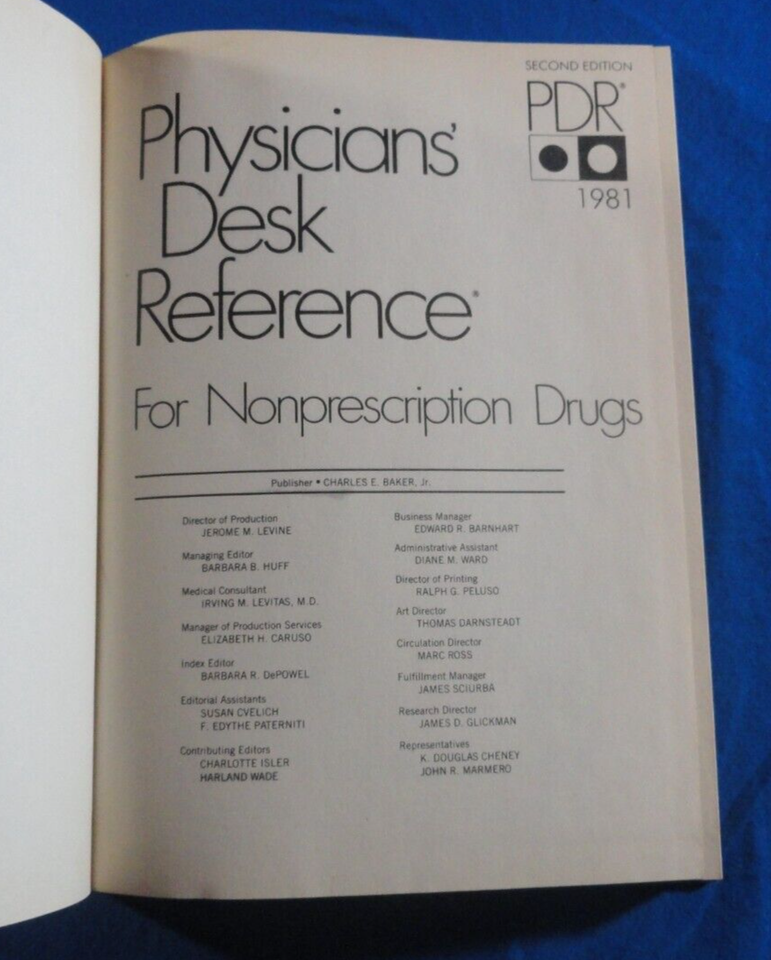 SECOND EDITION
PDR®
1981
Physicians'
Desk
Reference®
For Nonprescription Drugs
Publisher • CHARLES E. BAKER, Jr.
Director of Production
JEROME M. LEVINE
Managing Editor
BARBARA B. HUFF
Medical Consultant
IRVING M. LEVITAS, M.D.
Manager of Production Services
ELIZABETH H. CARUSO
Index Editor
BARBARA R. DePOWEL
Editorial Assistants
SUSAN CVELICH
F. EDYTHE PATERNITI
Contributing Editors
CHARLOTTE ISLER
HARLAND WADE
Business Manager
EDWARD R. BARNHART
Administrative Assistant
DIANE M. WARD
Director of Printing
RALPH G. PELUSO
Art Director
THOMAS DARNSTEADT
Circulation Director
MARC ROSS
Fulfillment Manager
JAMES SCIURBA
Research Director
JAMES D. GLICKMAN
Representatives
K. DOUGLAS CHENEY
JOHN R. MARMERO